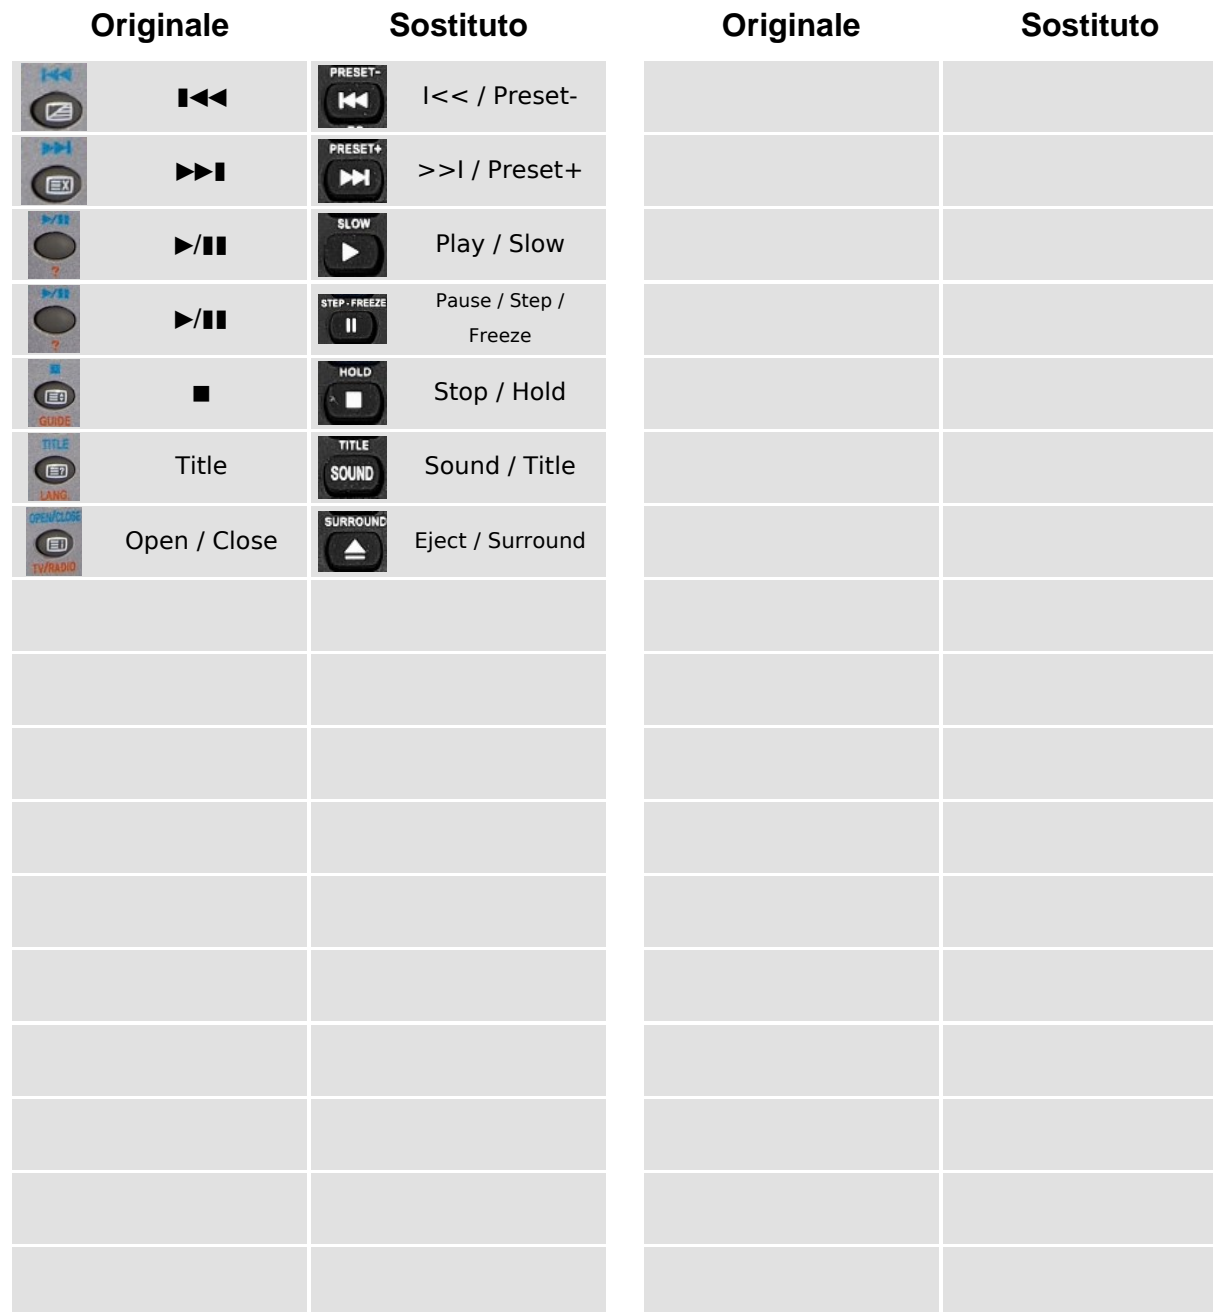 Originale Sostituto Originale Sostituto
▮◀◀ PRESET- I<< / Preset-
▶▶▮ PRESET+ >>I / Preset+
▶/▮▮ ? ▶/▮▮ SLOW Play / Slow
▶/▮▮ ? ▶/▮▮ STEP-FREEZE Pause / Step /
Freeze
GUIDE ■ HOLD Stop / Hold
TITLE
LANG. Title TITLE
SOUND Sound / Title
OPEN/CLOSE
TV/RADIO Open / Close SURROUND Eject / Surround